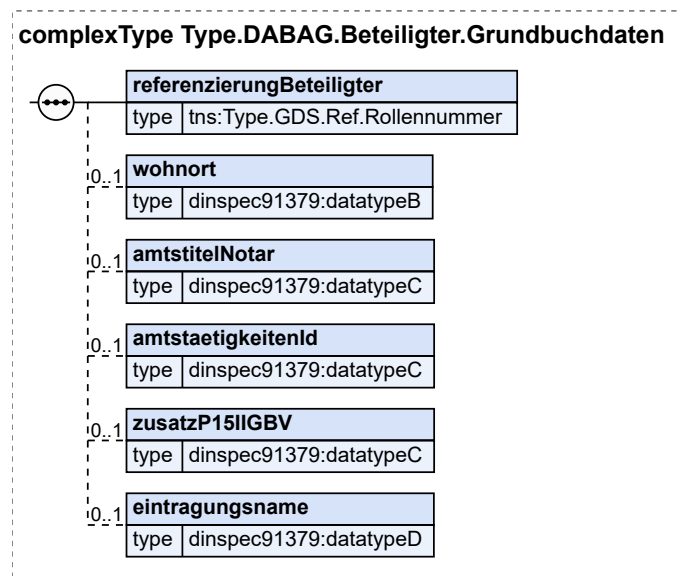 complexType Type.DABAG.Beteiligter.Grundbuchdaten
referenzierungBeteiligter
type tns:Type.GDS.Ref.Rollennummer
0..1 wohnort
type dinspec91379:datatypeB
0..1 amtstitelNotar
type dinspec91379:datatypeC
0..1 amtstaetigkeitenId
type dinspec91379:datatypeC
0..1 zusatzP15IIGBV
type dinspec91379:datatypeC
0..1 eintragungsname
type dinspec91379:datatypeD